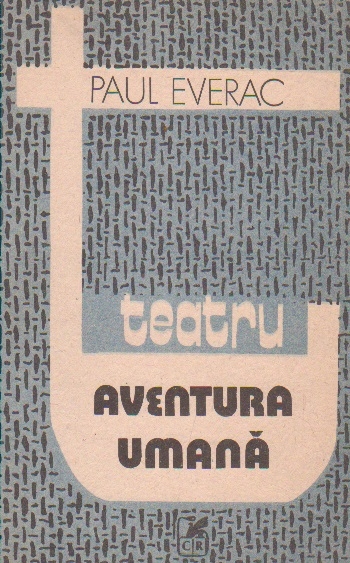 PAUL EVERAC
teatru
AVENTURA
UMANĂ
CR